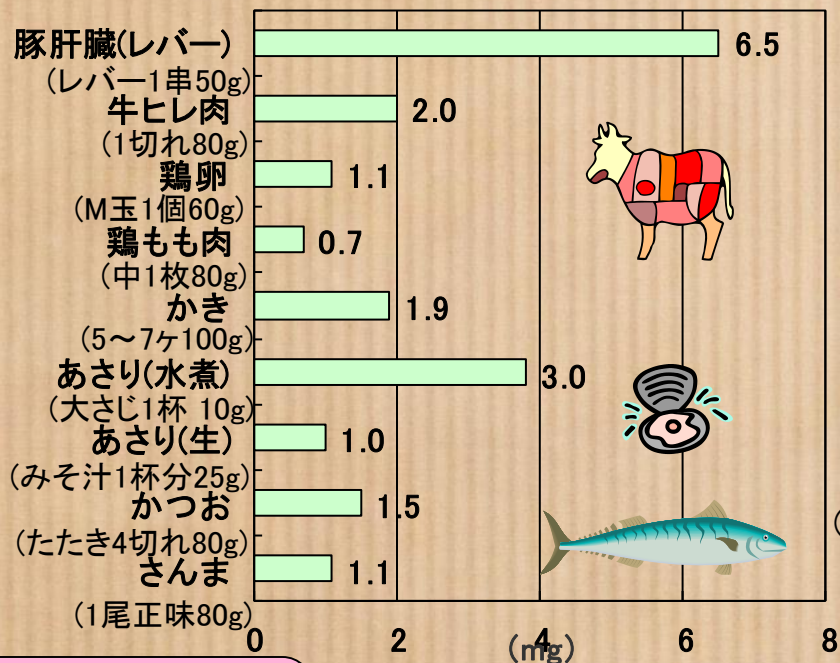 豚肝臓(レバー) 6.5
(レバー1串50g)
牛ヒレ肉 2.0
(1切れ80g)
鶏卵 1.1
(M玉1個60g)
鶏もも肉 0.7
(中1枚80g)
かき 1.9
(5～7ヶ100g)
あさり(水煮) 3.0
(大さじ1杯 10g)
あさり(生) 1.0
(みそ汁1杯分25g)
かつお 1.5
(たたき4切れ80g)
さんま 1.1
(1尾正味80g)
0 2 4 6 8
(mg)